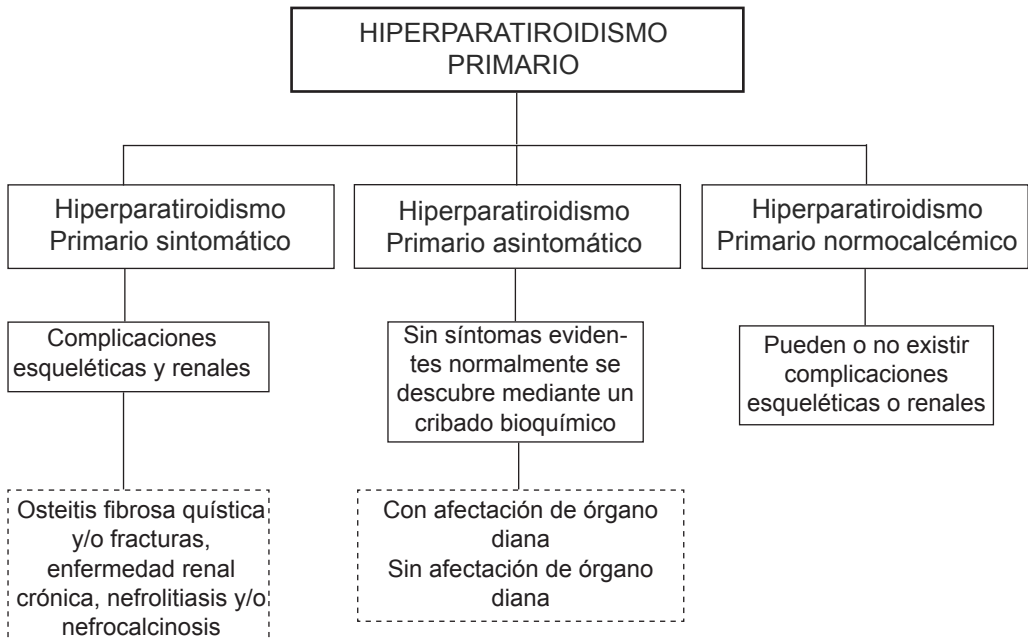 HIPERPARATIROIDISMO
PRIMARIO
Hiperparatiroidismo
Primario sintomático
Hiperparatiroidismo
Primario asintomático
Hiperparatiroidismo
Primario normocalcémico
Complicaciones
esqueléticas y renales
Sin síntomas eviden-
tes normalmente se
descubre mediante un
cribado bioquímico
Pueden o no existir
complicaciones
esqueléticas o renales
Osteitis fibrosa quística
y/o fracturas,
enfermedad renal
crónica, nefrolitiasis y/o
nefrocalcinosis
Con afectación de órgano
diana
Sin afectación de órgano
diana